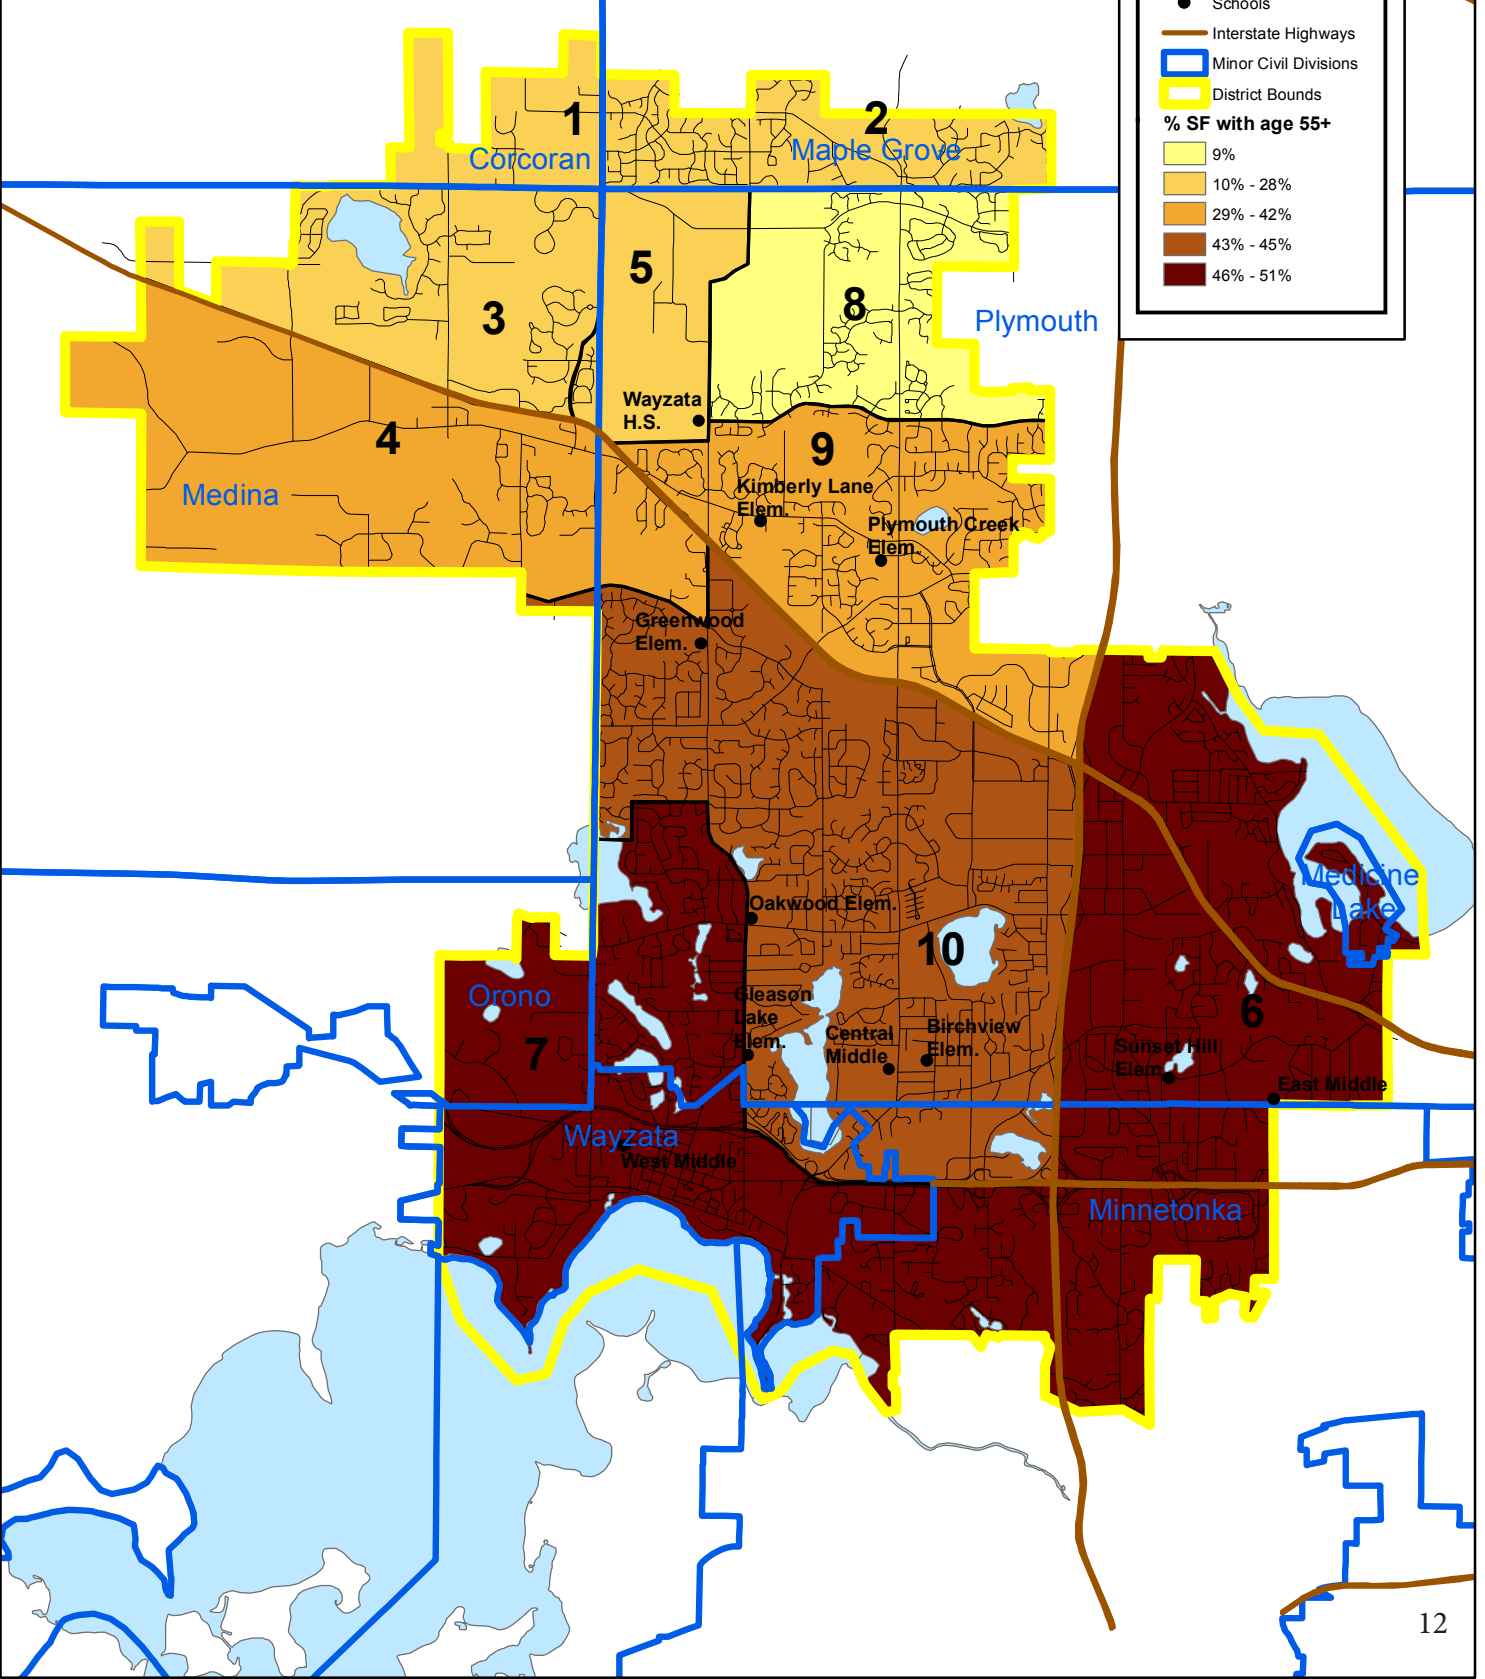 Schools
Interstate Highways
Minor Civil Divisions
District Bounds
% SF with age 55+
9%
10% - 28%
29% - 42%
43% - 45%
46% - 51%
1
2
Corcoran
Maple Grove
5
3
8
Plymouth
Wayzata
H.S.
4
9
Medina
Kimberly Lane
Elem.
Plymouth Creek
Elem.
Greenwood
Elem.
Medicine
Lake
Oakwood Elem.
10
Orono
Gleason
Lake
Elem.
6
7
Central
Middle
Birchview
Elem.
Sunset Hill
Elem.
East Middle
Wayzata
West Middle
Minnetonka
12